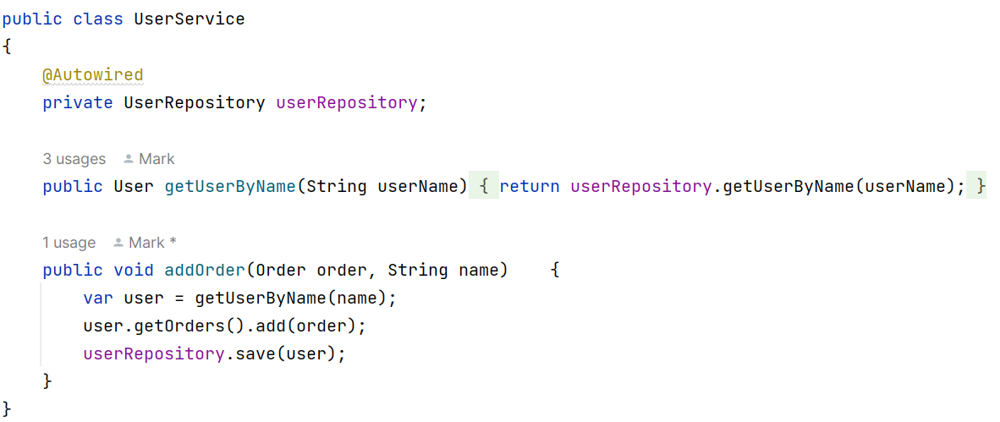 public class UserService
{
@Autowired
private UserRepository userRepository;
3 usages Mark
public User getUserByName(String userName) { return userRepository.getUserByName(userName); }
1 usage Mark *
public void addOrder(Order order, String name) {
var user = getUserByName(name);
user.getOrders().add(order);
userRepository.save(user);
}
}